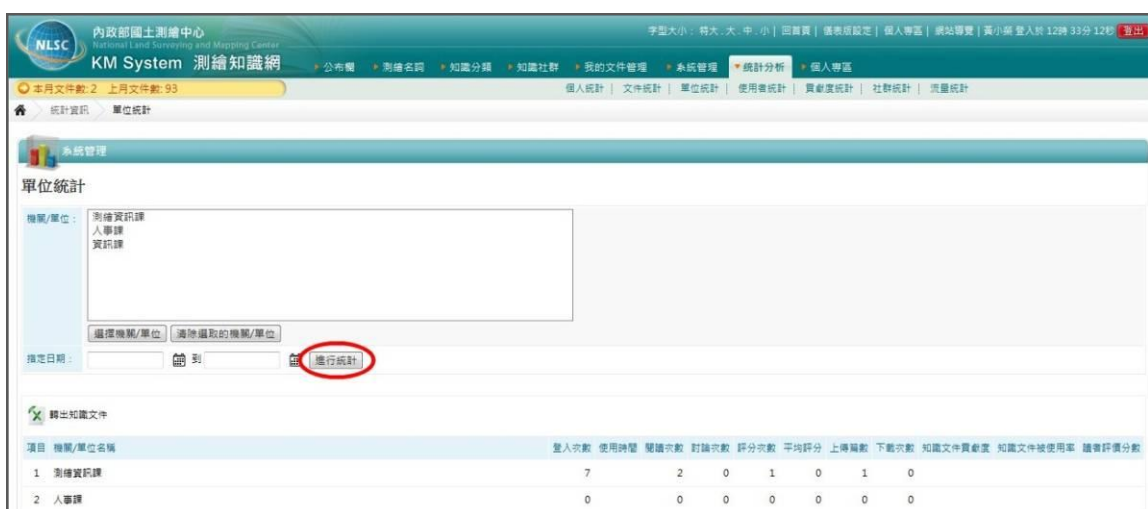 NLSC
內政部國土測繪中心
National Land Surveying and Mapping Center
KM System 測繪知識網
字型大小： 特大．大．中．小| 回首頁| 儀表版設定| 個人專區| 網站導覽| 黃小榮 登入於 12時 33分 12秒 登出
公布欄 測繪名詞 知識分類 知識社群 我的文件管理 系統管理 統計分析 個人專區
本月文件數: 2 上月文件數: 93
個人統計| 文件統計| 單位統計| 使用者統計| 貢獻度統計| 社群統計| 流量統計
統計資訊 單位統計
系統管理
單位統計
機關/單位：
測繪資訊課
人事課
資訊課
選擇機關/單位 清除選取的機關/單位
指定日期： 到 進行統計
轉出知識文件
項目 機關/單位名稱 登入次數 使用時間 閱讀次數 討論次數 評分次數 平均評分 上傳篇數 下載次數 知識文件貢獻度 知識文件被使用率 讀者評價分數
1 測繪資訊課 7 2 0 1 0 1 0
2 人事課 0 0 0 0 0 0 0